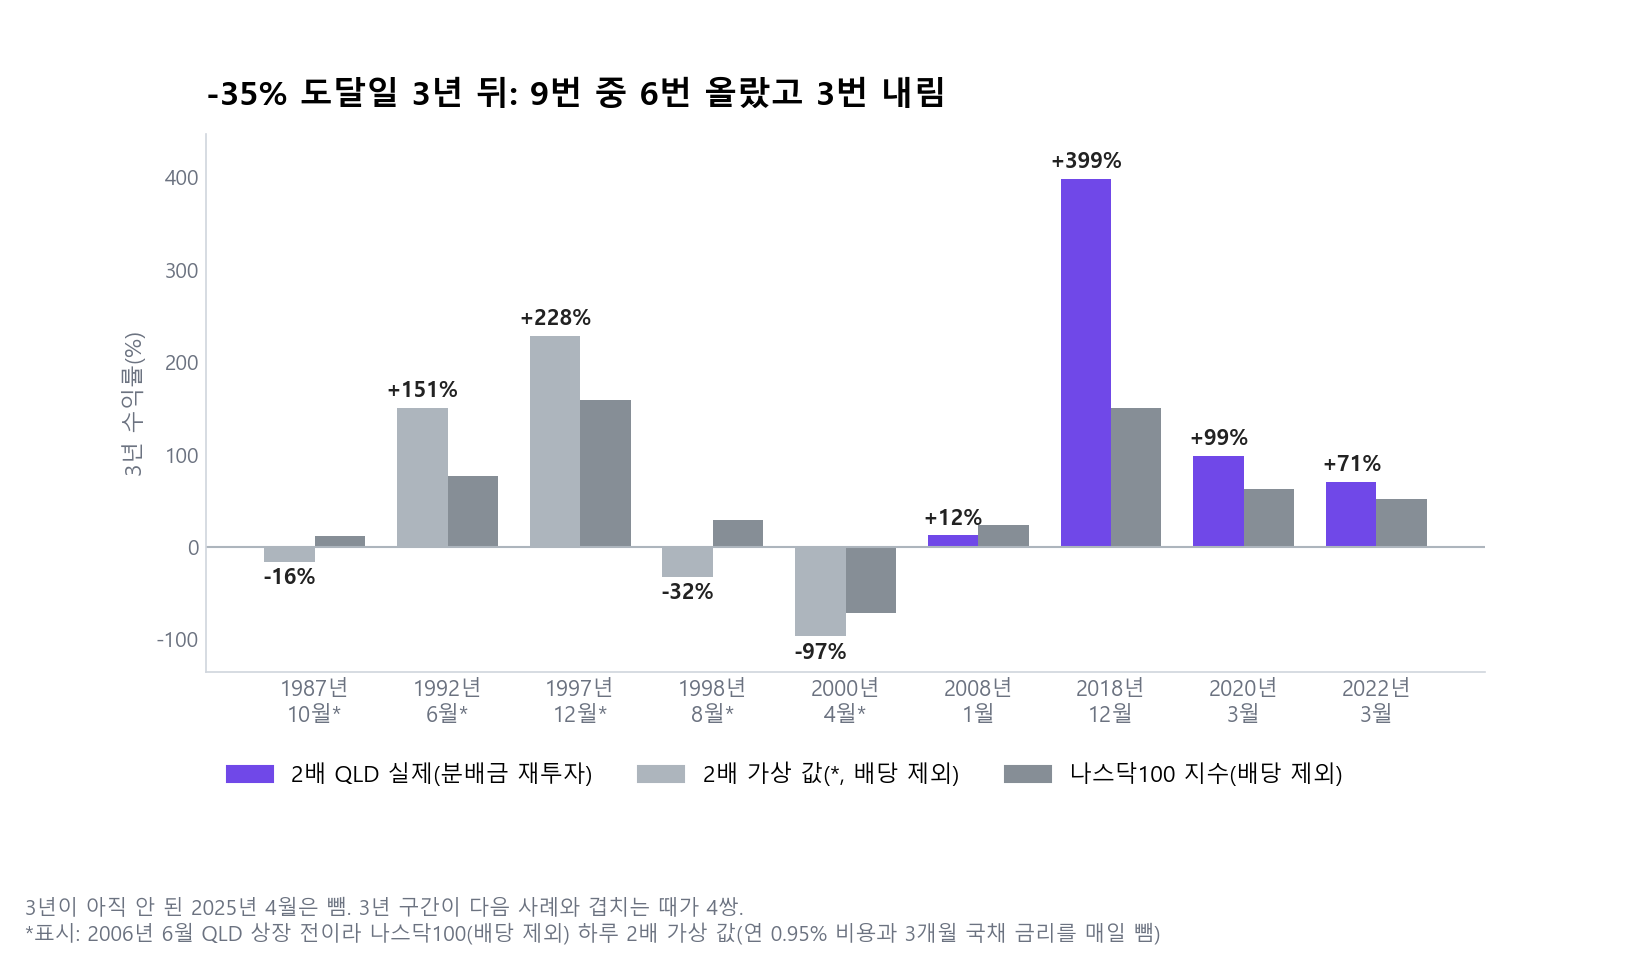 -35% 도달일 3년 뒤: 9번 중 6번 올랐고 3번 내림
3년 수익률(%)
400
300
200
100
0
-100
-16%
+151%
+228%
-32%
-97%
+12%
+399%
+99%
+71%
1987년
10월*
1992년
6월*
1997년
12월*
1998년
8월*
2000년
4월*
2008년
1월
2018년
12월
2020년
3월
2022년
3월
2배 QLD 실제(분배금 재투자)
2배 가상 값(*, 배당 제외)
나스닥100 지수(배당 제외)
3년이 아직 안 된 2025년 4월은 뺌. 3년 구간이 다음 사례와 겹치는 때가 4쌍.
*표시: 2006년 6월 QLD 상장 전이라 나스닥100(배당 제외) 하루 2배 가상 값(연 0.95% 비용과 3개월 국채 금리를 매일 뺌)